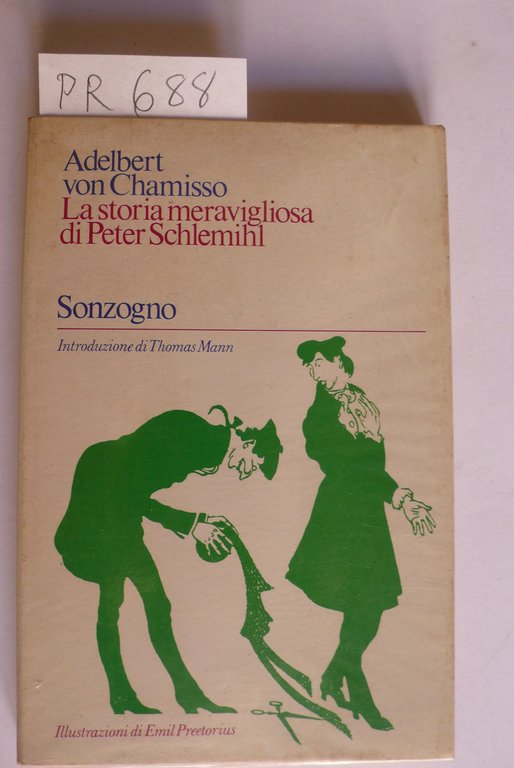 PR 688
Adelbert
von Chamisso
La storia meravigliosa
di Peter Schlemihl
Sonzogno
Introduzione di Thomas Mann
Illustrazioni di Emil Preetorius